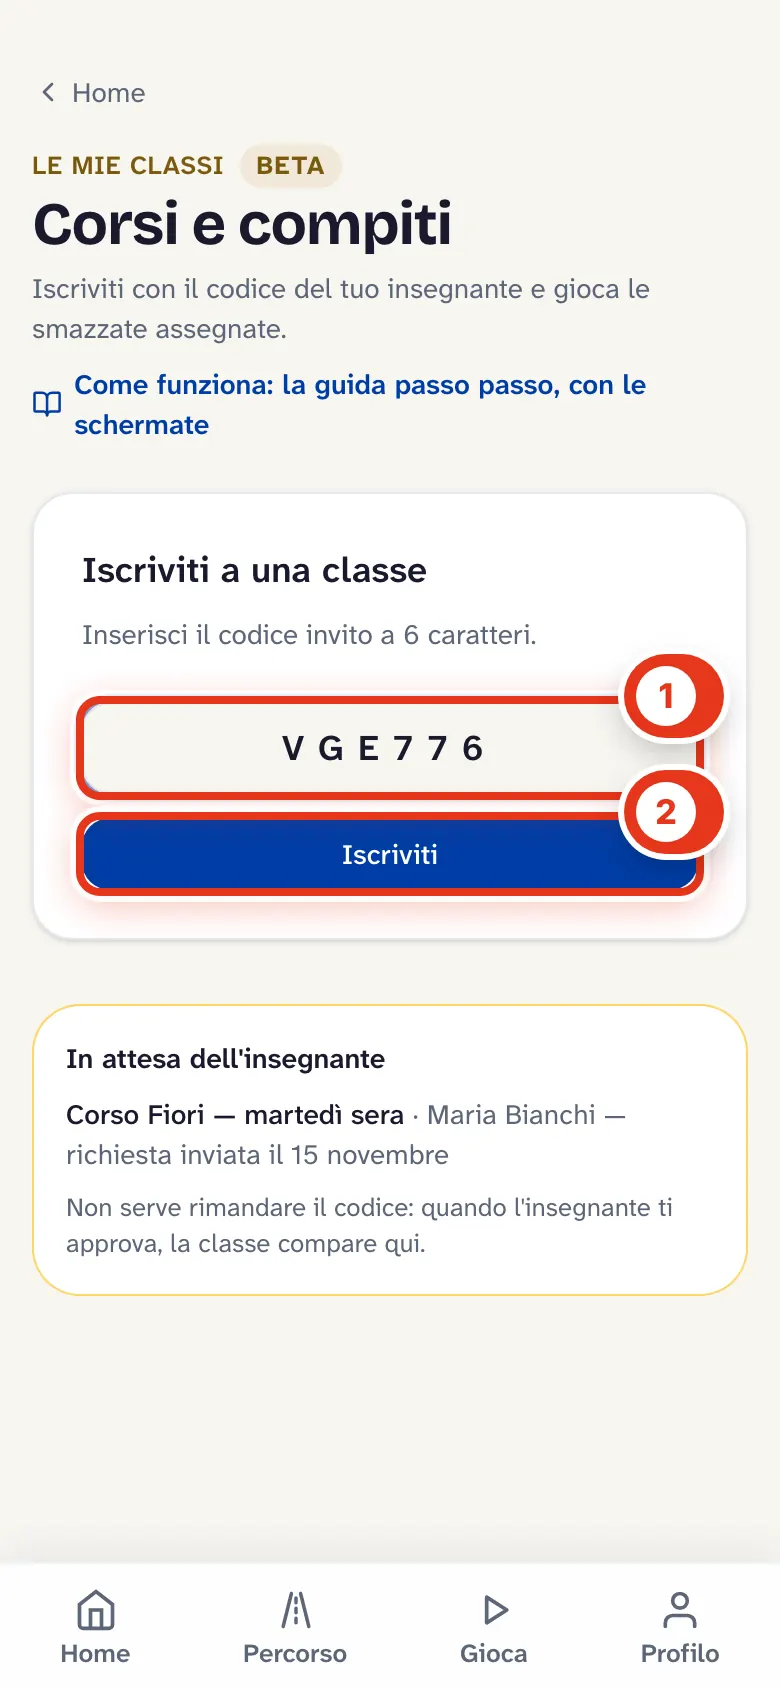 Home
LE MIE CLASSI BETA
Corsi e compiti
Iscriviti con il codice del tuo insegnante e gioca le
smazzate assegnate.
Come funziona: la guida passo passo, con le
schermate
Iscriviti a una classe
Inserisci il codice invito a 6 caratteri.
1
VGE776
2
Iscriviti
In attesa dell'insegnante
Corso Fiori — martedì sera · Maria Bianchi —
richiesta inviata il 15 novembre
Non serve rimandare il codice: quando l'insegnante ti
approva, la classe compare qui.
Home Percorso Gioca Profilo